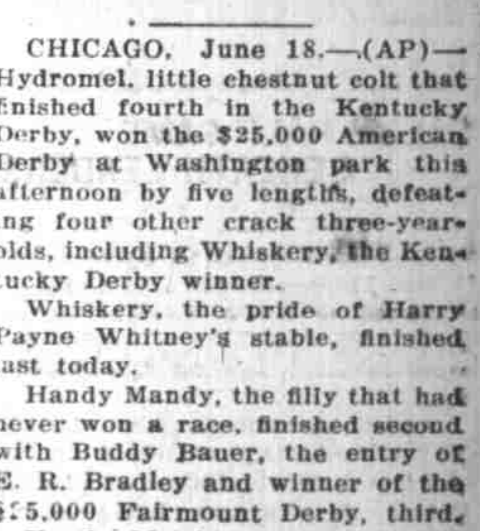 CHICAGO, June 18.—(AP)—
Hydromel, little chestnut colt that
finished fourth in the Kentucky
Derby, won the $25,000 American
Derby at Washington park this
afternoon by five lengths, defeat-
ng four other crack three-year-
olds, including Whiskery, the Ken-
tucky Derby winner.
Whiskery, the pride of Harry
Payne Whitney's stable, finished
last today.
Handy Mandy, the filly that had
never won a race, finished second
with Buddy Bauer, the entry of
E. R. Bradley and winner of the
$25,000 Fairmount Derby, third.